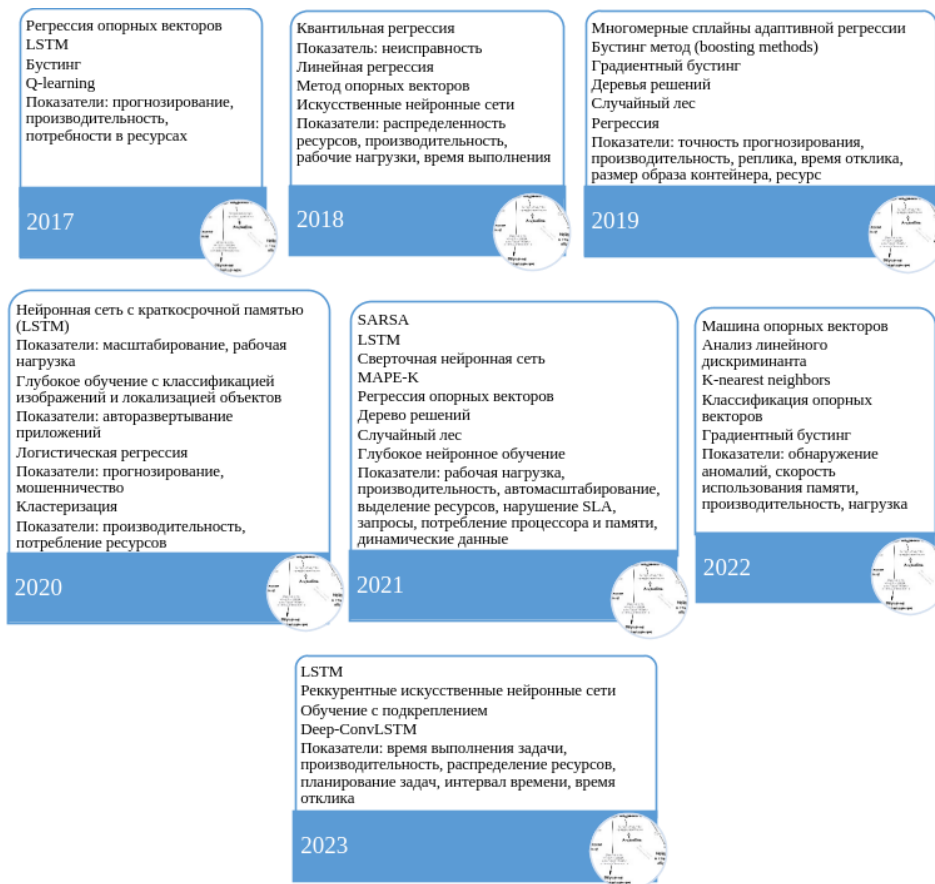 Регрессия опорных векторов
LSTM
Бустинг
Q-learning
Показатели: прогнозирование,
производительность,
потребности в ресурсах
2017
Квантильная регрессия
Показатель: неисправность
Линейная регрессия
Метод опорных векторов
Искусственные нейронные сети
Показатели: распределенность
ресурсов, производительность,
рабочие нагрузки, время выполнения
2018
Многомерные сплайны адаптивной регрессии
Бустинг метод (boosting methods)
Градиентный бустинг
Деревья решений
Случайный лес
Регрессия
Показатели: точность прогнозирования,
производительность, реплика, время отклика,
размер образа контейнера, ресурс
2019
Нейронная сеть с краткосрочной памятью
(LSTM)
Показатели: масштабирование, рабочая
нагрузка
Глубокое обучение с классификацией
изображений и локализацией объектов
Показатели: авторазвертывание
приложений
Логистическая регрессия
Показатели: прогнозирование,
мошенничество
Кластеризация
Показатели: производительность,
потребление ресурсов
2020
SARSA
LSTM
Сверточная нейронная сеть
MAPE-K
Регрессия опорных векторов
Дерево решений
Случайный лес
Глубокое нейронное обучение
Показатели: рабочая нагрузка,
производительность, автомасштабирование,
выделение ресурсов, нарушение SLA,
запросы, потребление процессора и памяти,
динамические данные
2021
Машина опорных векторов
Анализ линейного
дискриминанта
K-nearest neighbors
Классификация опорных
векторов
Градиентный бустинг
Показатели: обнаружение
аномалий, скорость
использования памяти,
производительность, нагрузка
2022
LSTM
Реккурентные искусственные нейронные сети
Обучение с подкреплением
Deep-ConvLSTM
Показатели: время выполнения задачи,
производительность, распределение ресурсов,
планирование задач, интервал времени, время
отклика
2023